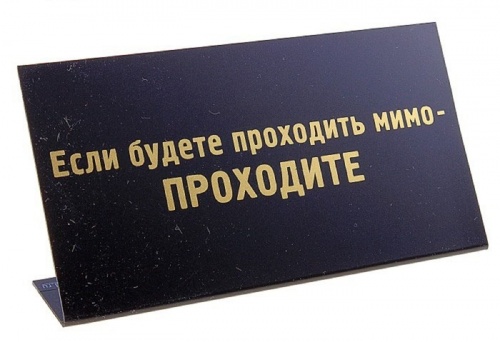 Если будете проходить мимо-
ПРОХОДИТЕ